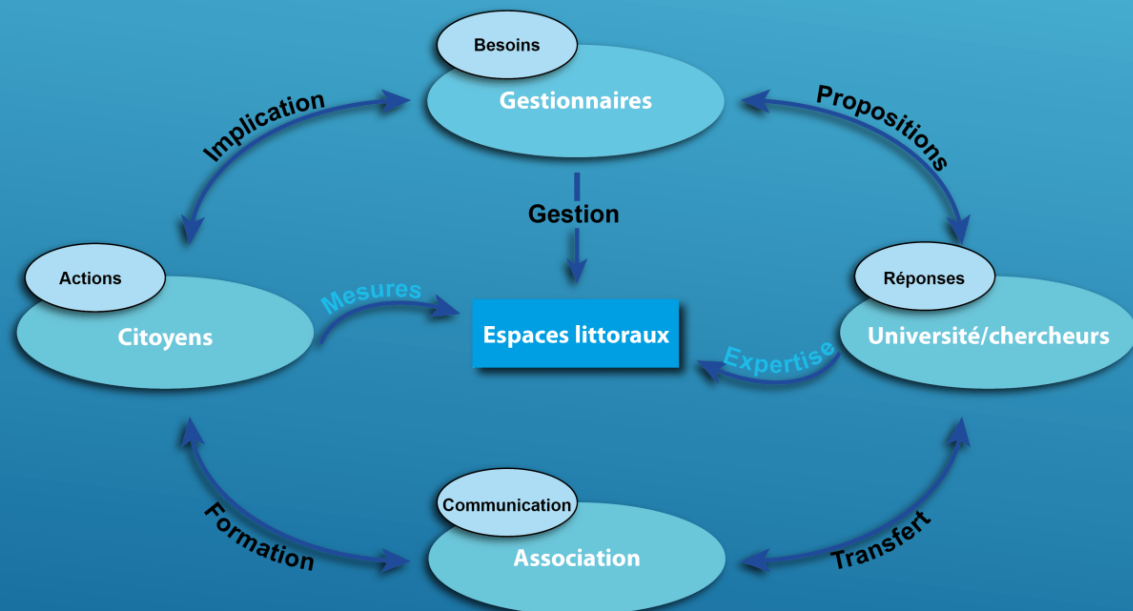 Besoins
Gestionnaires
Implication
Propositions
Gestion
Actions
Citoyens
Mesures
Espaces littoraux
Réponses
Université/chercheurs
Expertise
Communication
Association
Formation
Transfert